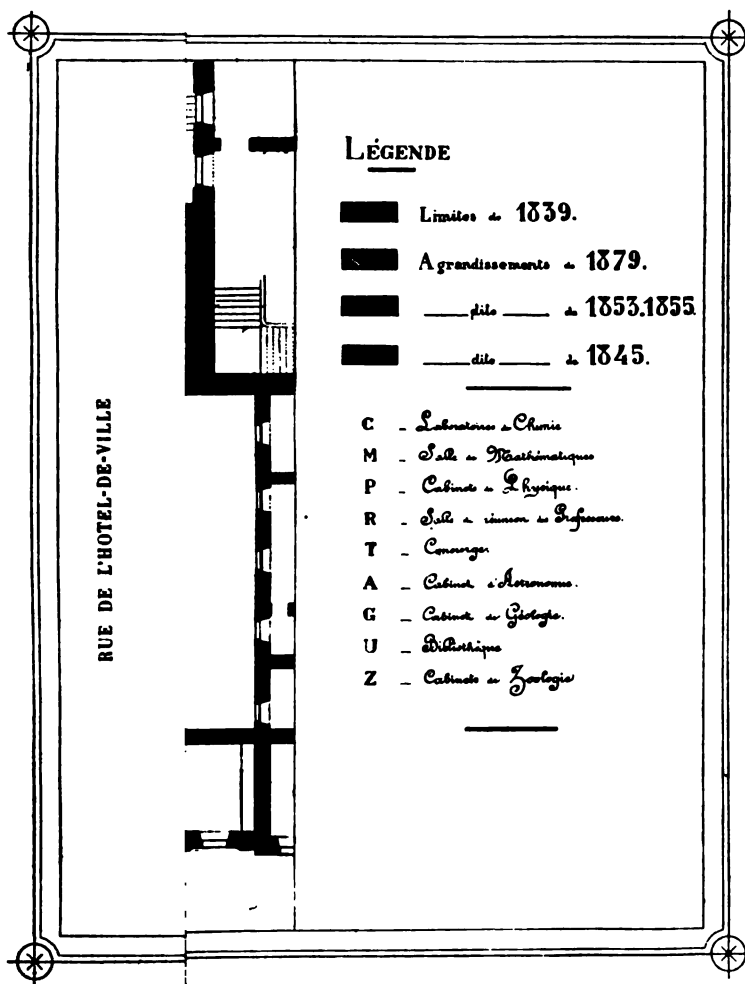 RUE DE L'HOTEL-DE-VILLE
LÉGENDE
Limites de 1839.
Agrandissements de 1879.
— dito — de 1853.1855
— dito — de 1845.
C – Laboratoires de Chimie
M – Salle de Mathématiques
P – Cabinets de Physique.
R – Salle de réunion des Professeurs.
T – Concierge
A – Cabinet d'Astronomie.
G – Cabinet de Géologie.
U – Bibliothèque
Z – Cabinets de Zoologie